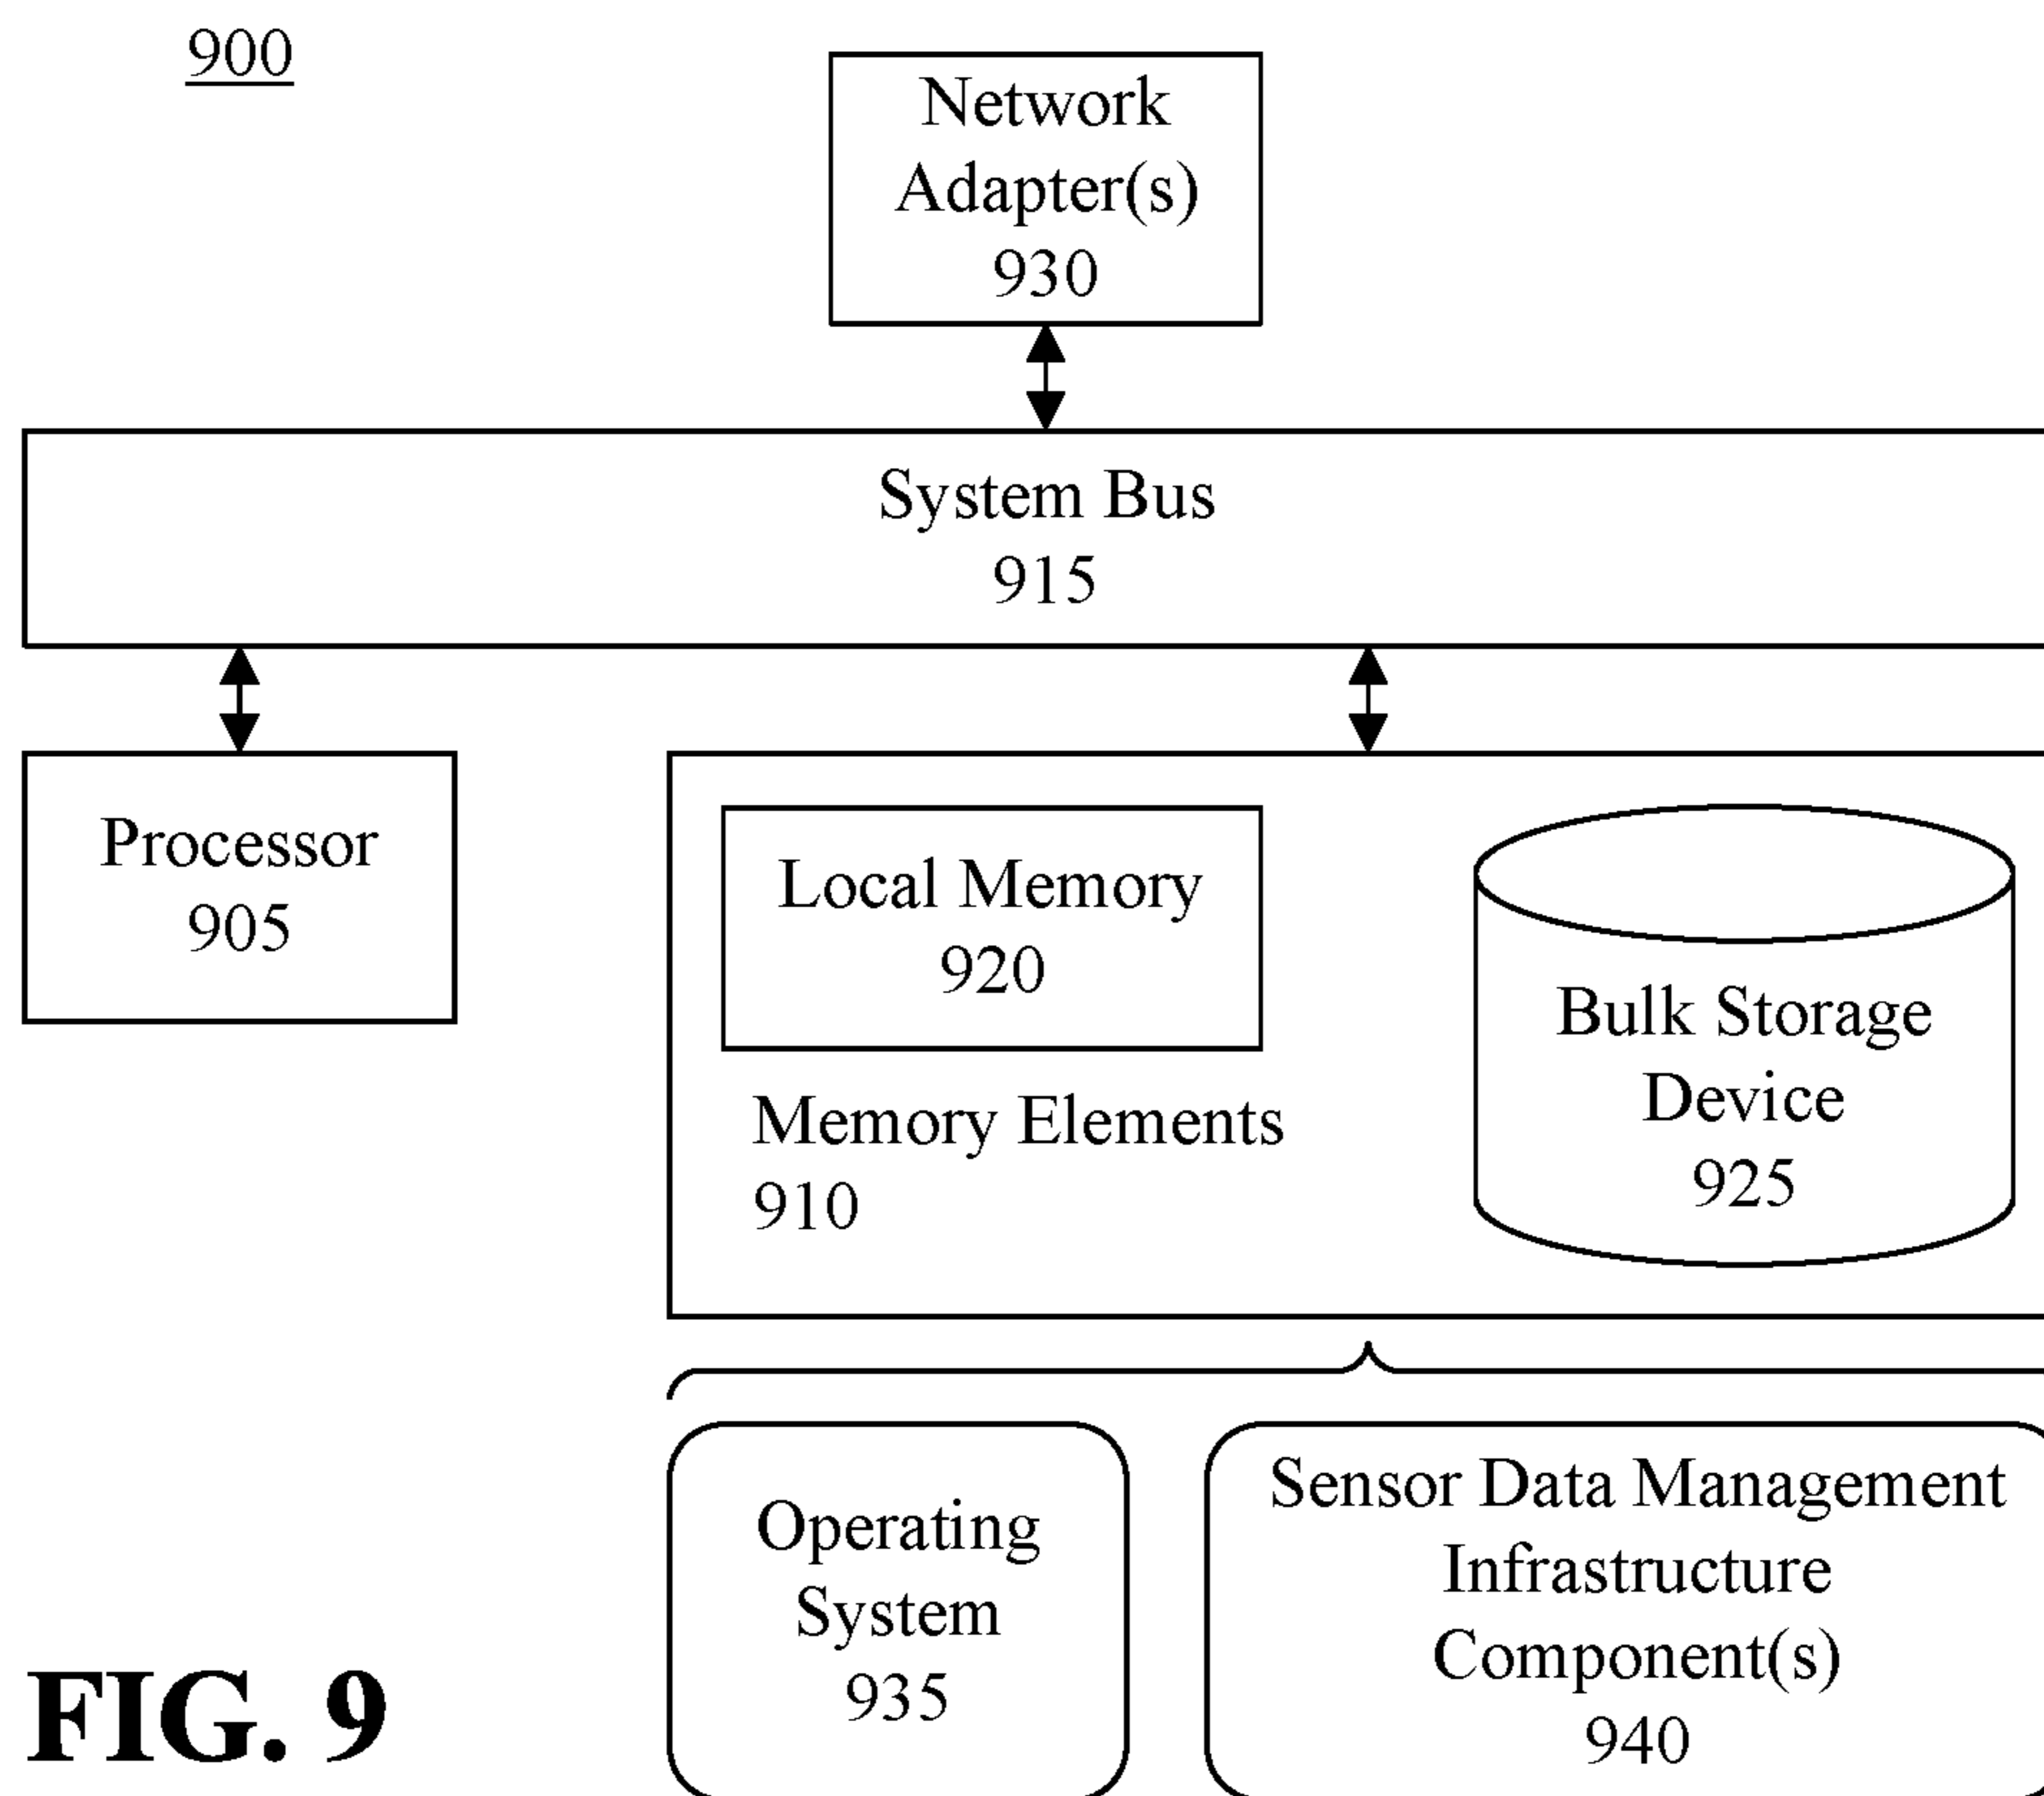 900
Network
Adapter(s)
930
System Bus
915
Processor
905
Local Memory
920
Memory Elements
910
Bulk Storage
Device
925
Operating
System
935
Sensor Data Management
Infrastructure
Component(s)
940
FIG. 9